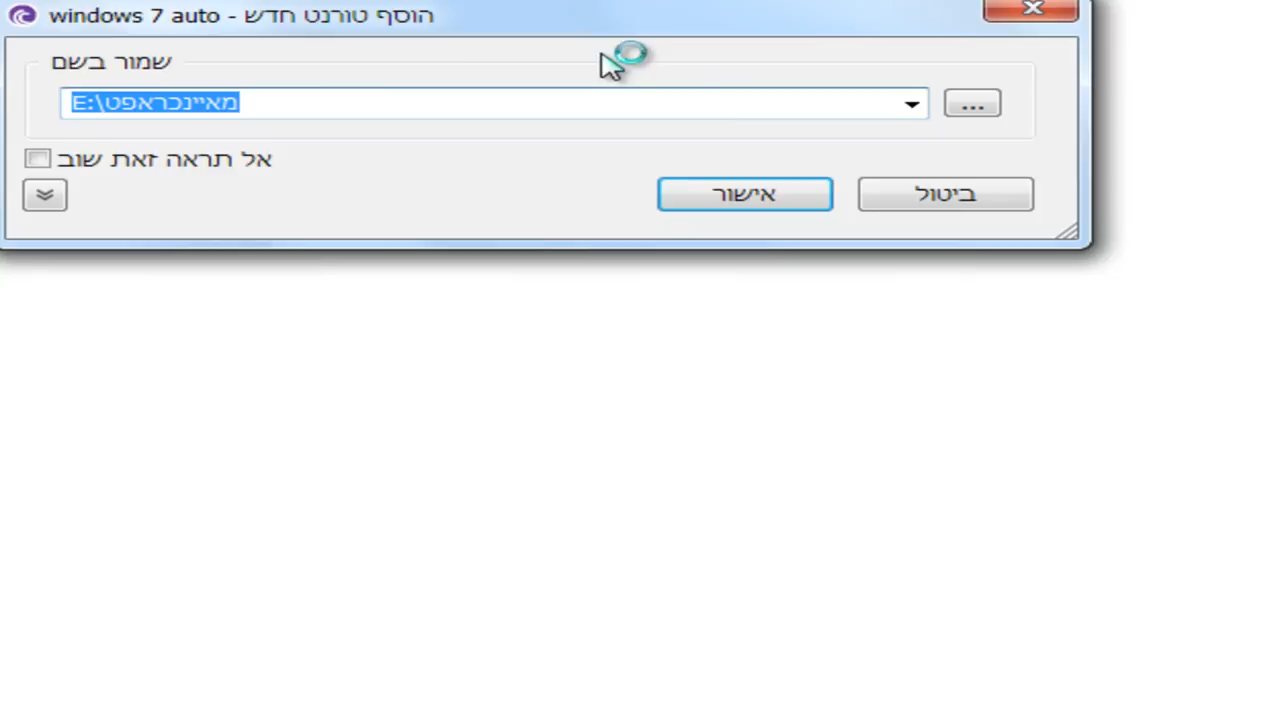 windows 7 auto - הוסף טורנט חדש
שמור בשם
E:\מאיינכראפט
...
אל תראה זאת שוב
אישור
ביטול